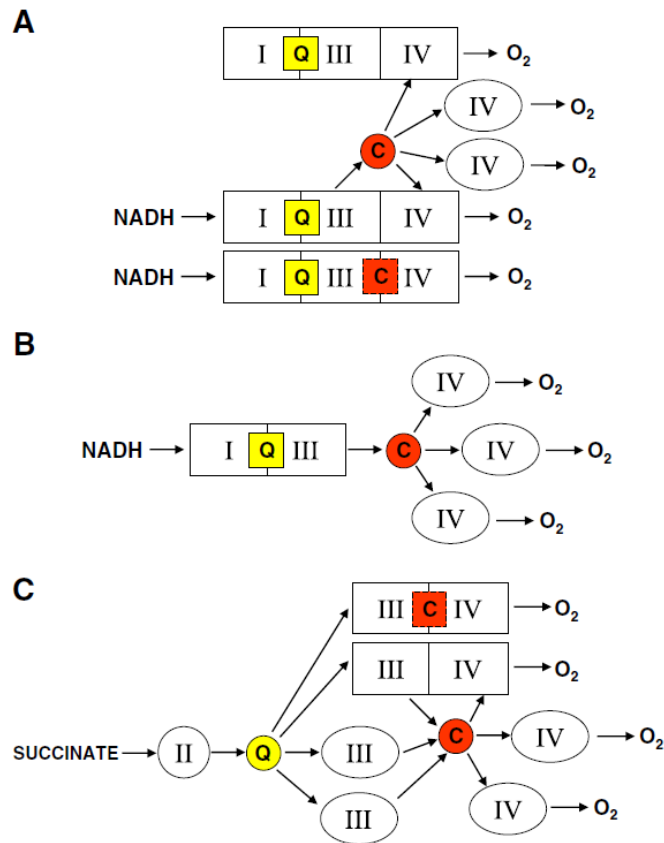 A
I Q III IV O2
IV O2
C
IV O2
NADH I Q III IV O2
NADH I Q III C IV O2
B
IV O2
NADH I Q III C IV O2
IV O2
C
III C IV O2
III IV O2
SUCCINATE II Q III C IV O2
III IV O2